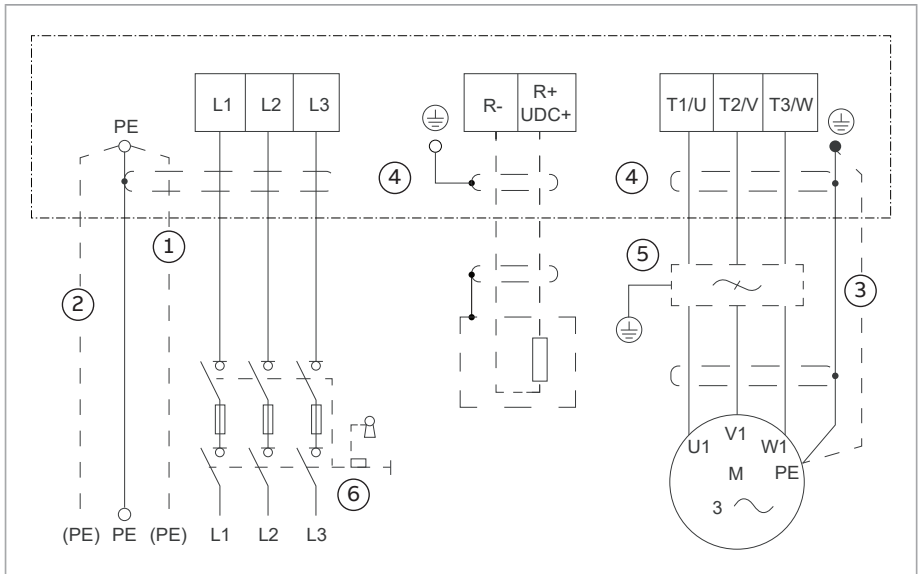 L1 L2 L3
R- R+
UDC+
T1/U T2/V T3/W
PE
4
4
1
5
2
3
U1 V1 W1
M PE
3
6
(PE) PE (PE) L1 L2 L3